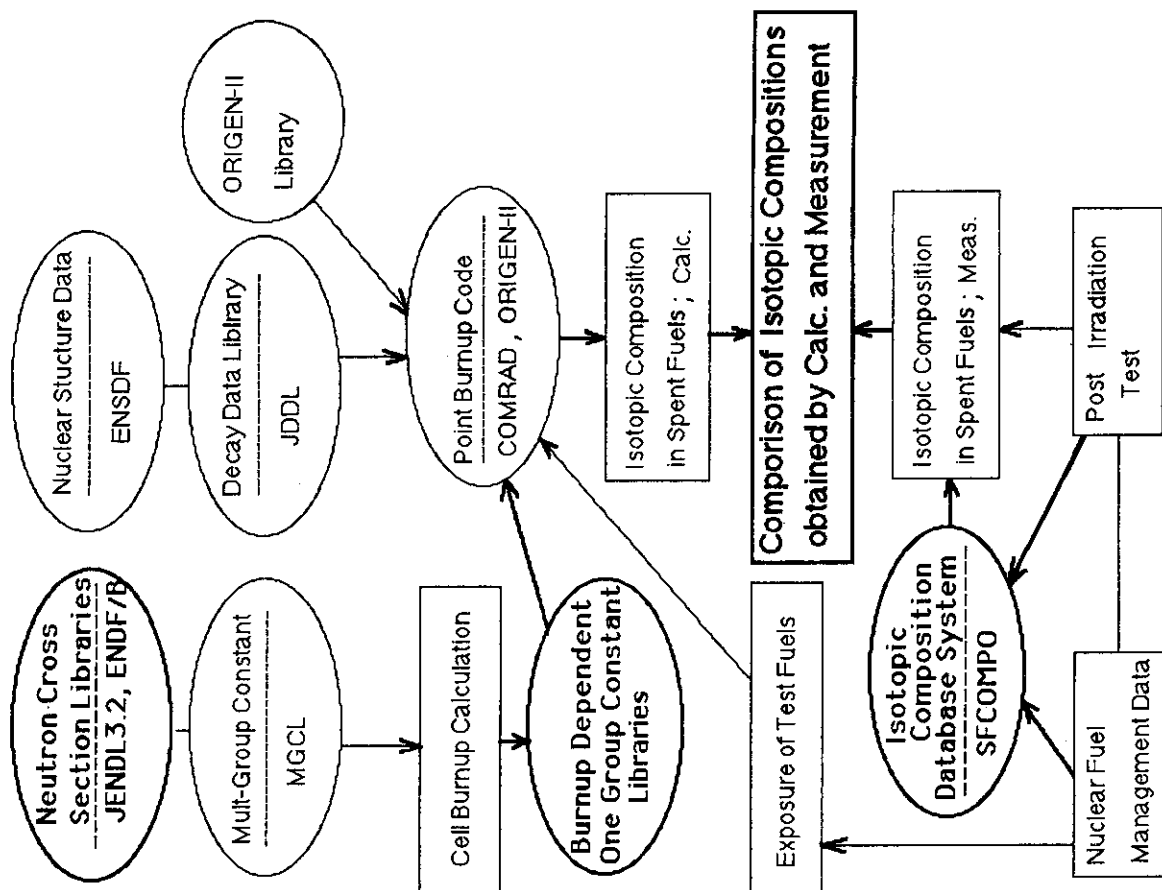 Neutron Cross
Section Libraries
JENDL3.2, ENDF/B
Nuclear Stucture Data
ENSDF
ORIGEN-II
Library
Mult-Group Constant
MGCL
Decay Data Library
JDDL
Cell Burnup Calculation
Point Burnup Code
COMRAD, ORIGEN-II
Burnup Dependent
One Group Constant
Libraries
Isotopic Composition
in Spent Fuels ; Calc.
Exposure of Test Fuels
Comporison of Isotopic Compositions
obtained by Calc. and Measurement
Isotopic
Composition
Database System
SFCOMPO
Isotopic Composition
in Spent Fuels ; Meas.
Nuclear Fuel
Management Data
Post Irradiation
Test